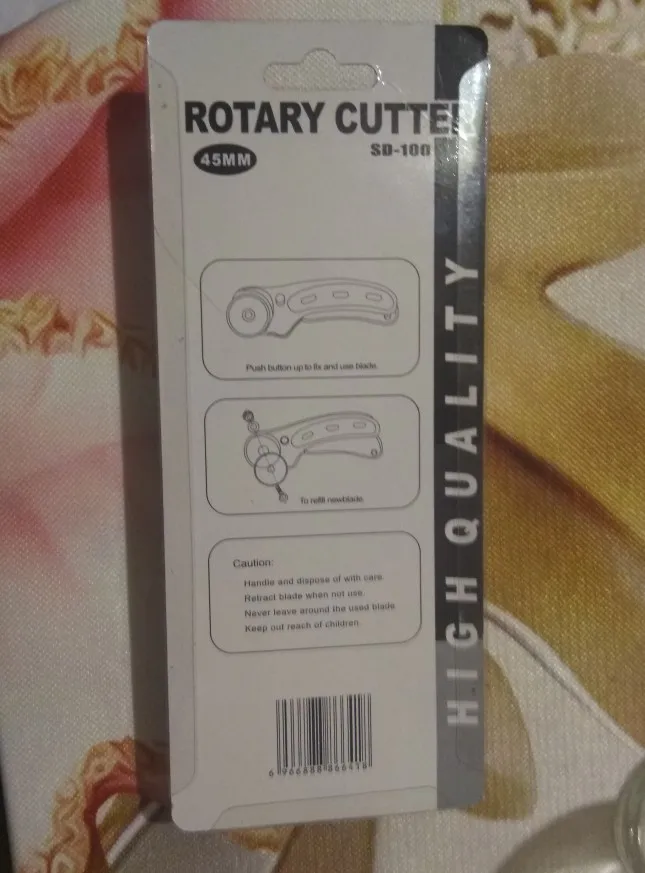 ROTARY CUTTER
45MM
SD-100
Push button up to fix and use blade.
To refill newblade.
Caution:
Handle and dispose of with care.
Retract blade when not use.
Never leave around the used blade
Keep out reach of children.
HIGH QUALITY